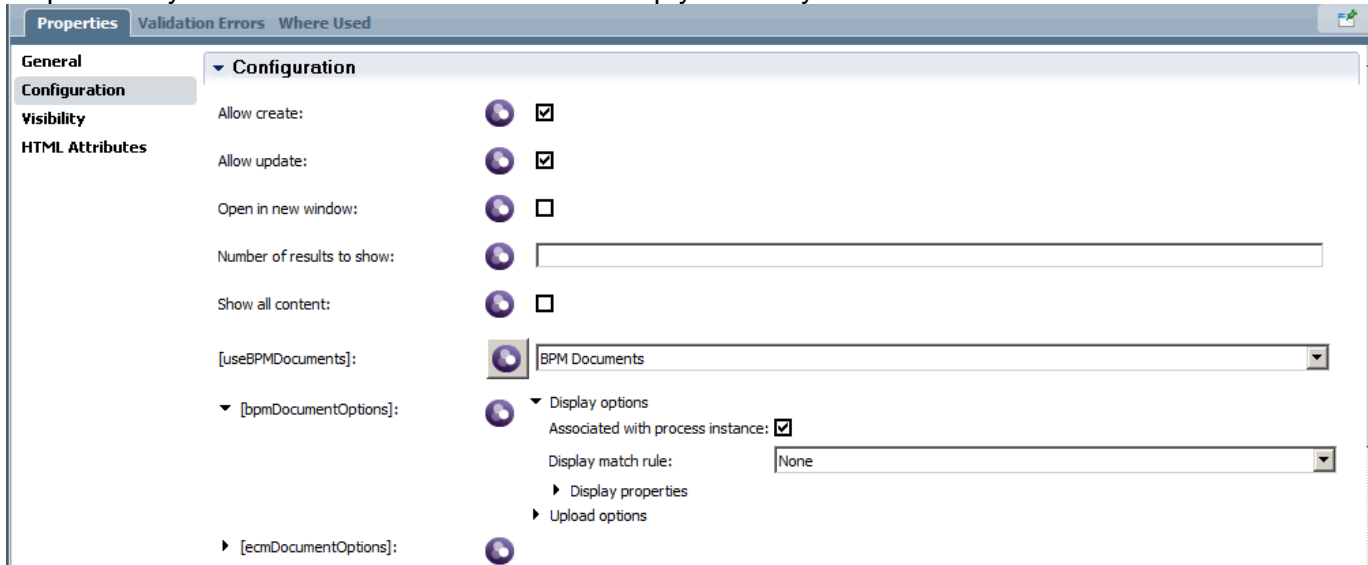 Properties Validation Errors Where Used
General
Configuration
Visibility
HTML Attributes
Configuration
Allow create:
Allow update:
Open in new window:
Number of results to show:
Show all content:
[useBPMDocuments]: BPM Documents
[bpmDocumentOptions]: Display options
Associated with process instance:
Display match rule: None
Display properties
Upload options
[ecmDocumentOptions]: